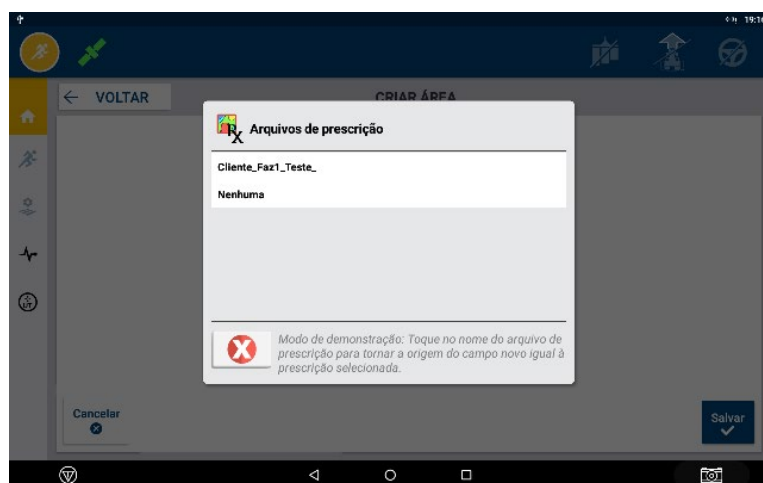 19:16
VOLTAR
CRIAR ÁREA
Rx Arquivos de prescrição
Cliente_Faz1_Teste_
Nenhuma
Modo de demonstração: Toque no nome do arquivo de
prescrição para tornar a origem do campo novo igual à
prescrição selecionada.
Cancelar
Salvar